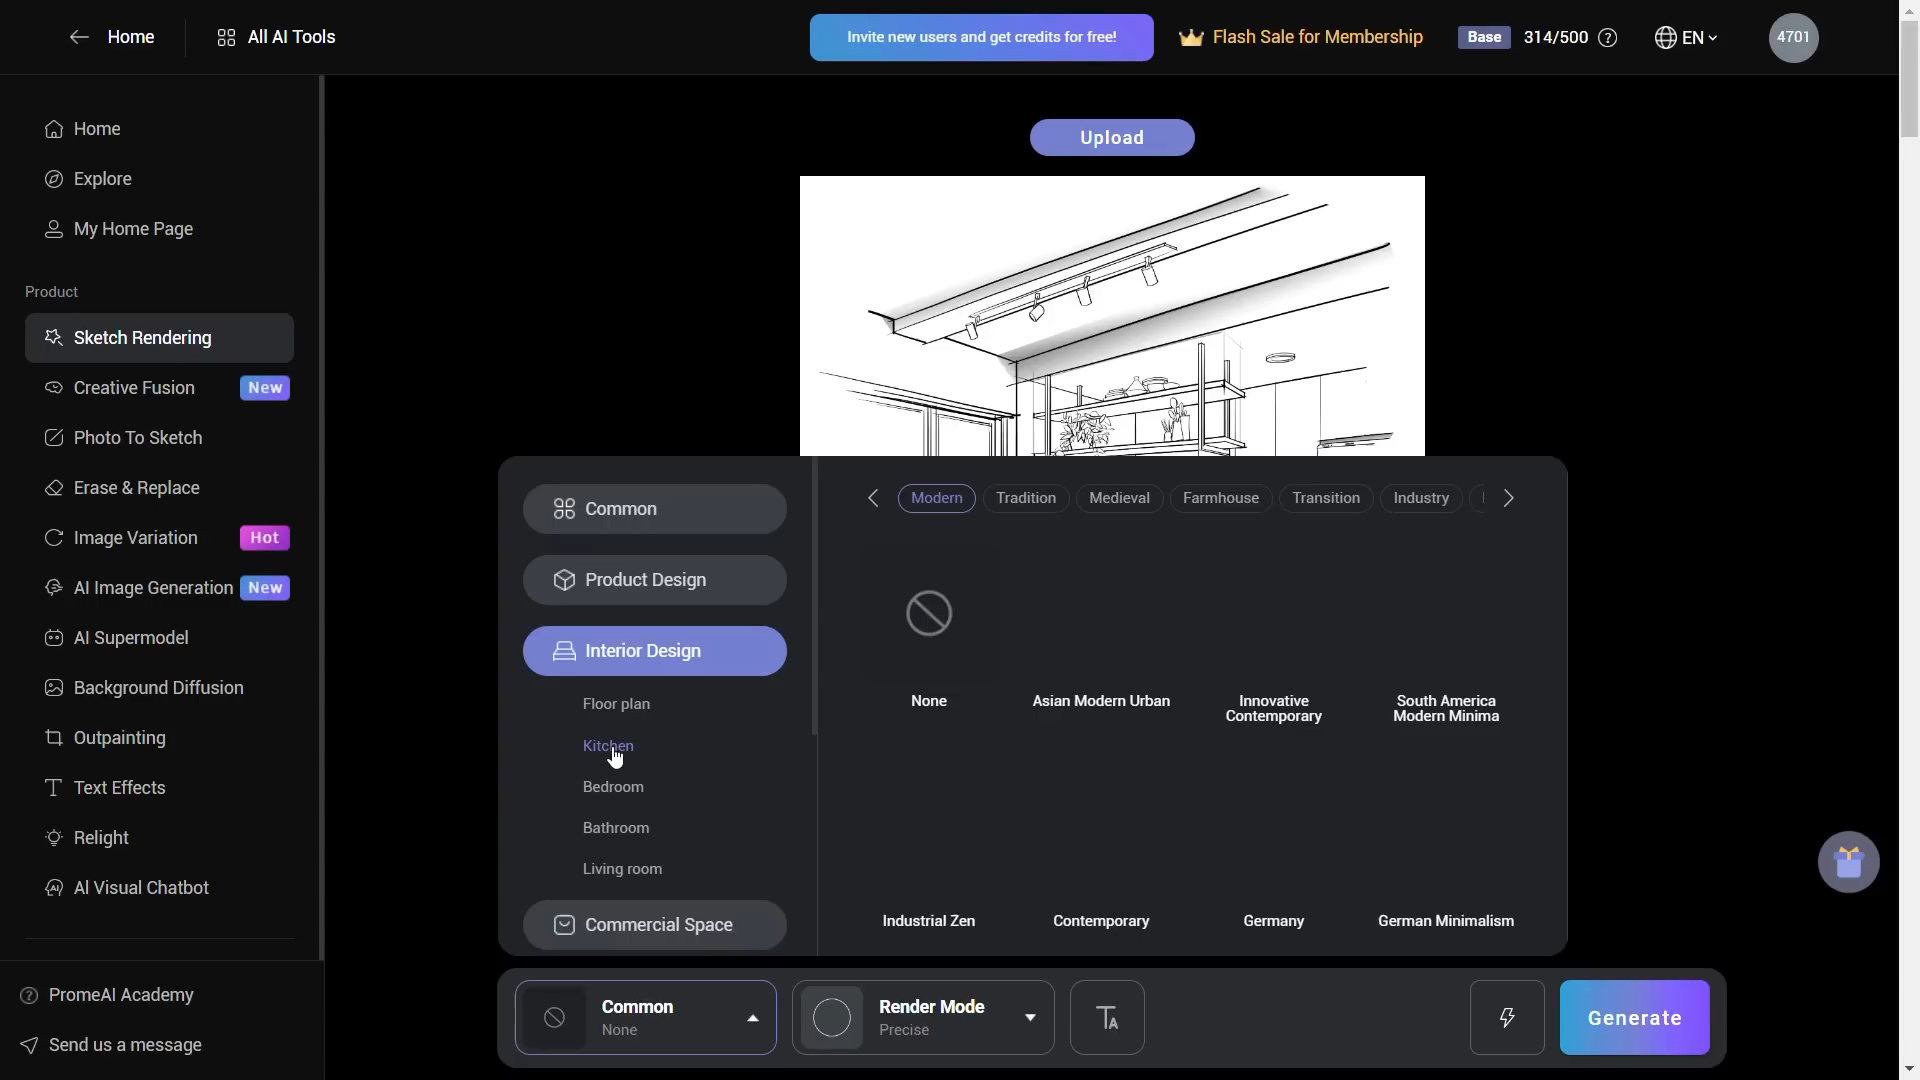 Home
All AI Tools
Invite new users and get credits for free!
Flash Sale for Membership
Base
314/500
EN
4701
Home
Explore
My Home Page
Product
Sketch Rendering
Creative Fusion
New
Photo To Sketch
Erase & Replace
Image Variation
Hot
AI Image Generation
New
AI Supermodel
Background Diffusion
Outpainting
Text Effects
Relight
AI Visual Chatbot
PromeAI Academy
Send us a message
Upload
Common
Product Design
Interior Design
Floor plan
Kitchen
Bedroom
Bathroom
Living room
Commercial Space
Modern
Tradition
Medieval
Farmhouse
Transition
Industry
None
Asian Modern Urban
Innovative
Contemporary
South America
Modern Minima
Industrial Zen
Contemporary
Germany
German Minimalism
Common
None
Render Mode
Precise
Generate